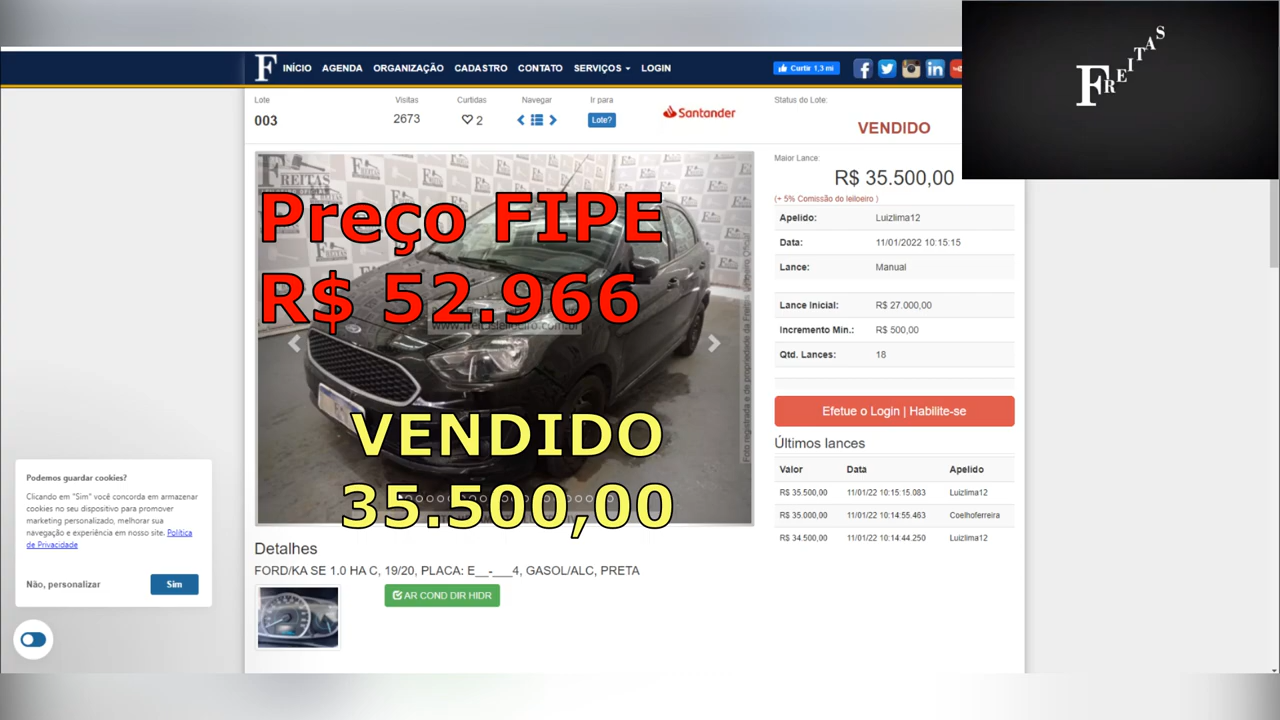 FREITAS
F INÍCIO AGENDA ORGANIZAÇÃO CADASTRO CONTATO SERVIÇOS LOGIN
Curtir 1,3 mi
Lote
003
Visitas
2673
Curtidas
2
Navegar
Ir para
Lote?
Santander
Status do Lote:
VENDIDO
FREITAS
Preço FIPE
R$ 52.966
VENDIDO
35.500,00
Maior Lance:
R$ 35.500,00
(+ 5% Comissão do leiloeiro )
Apelido: Luizlima12
Data: 11/01/2022 10:15:15
Lance: Manual
Lance Inicial: R$ 27.000,00
Incremento Min.: R$ 500,00
Qtd. Lances: 18
Efetue o Login | Habilite-se
Últimos lances
Valor Data Apelido
R$ 35.500,00 11/01/22 10:15:15.083 Luizlima12
R$ 35.000,00 11/01/22 10:14:55.463 Coelhoferreira
R$ 34.500,00 11/01/22 10:14:44.250 Luizlima12
Detalhes
FORD/KA SE 1.0 HA C, 19/20, PLACA: E__-___4, GASOL/ALC, PRETA
AR COND DIR HIDR
Podemos guardar cookies?
Clicando em "Sim" você concorda em armazenar
cookies no seu dispositivo para promover
marketing personalizado, melhorar sua
navegação e experiência em nosso site. Política
de Privacidade
Não, personalizar
Sim